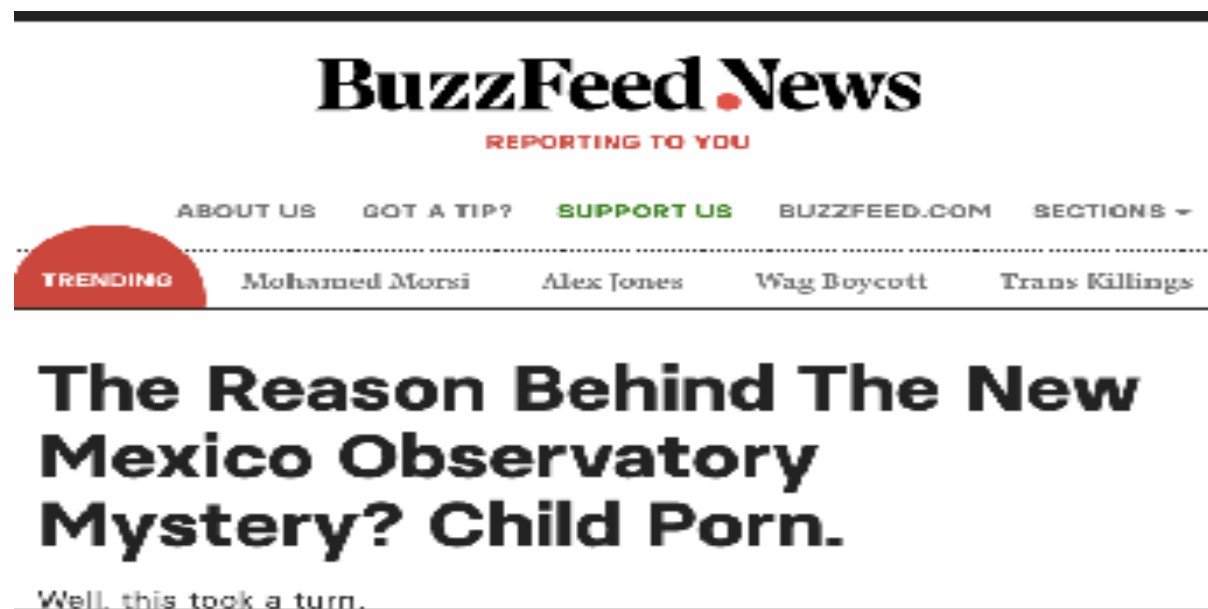 BuzzFeed News
REPORTING TO YOU
ABOUT US GOT A TIP? SUPPORT US BUZZFEED.COM SECTIONS
TRENDING Mohamed Morsi Alex Jones Wag Boycott Trans Killings
The Reason Behind The New
Mexico Observatory
Mystery? Child Porn.
Well, this took a turn.